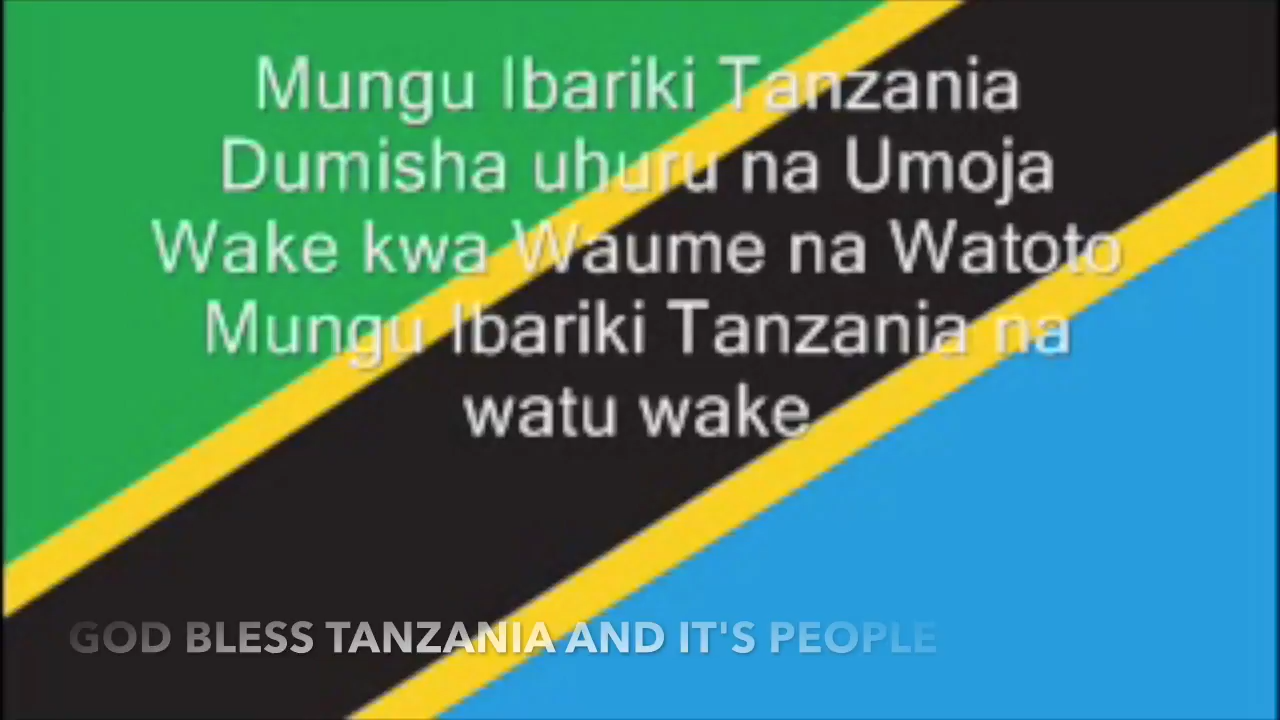 Mungu Ibariki Tanzania
Dumisha uhuru na Umoja
Wake kwa Waume na Watoto
Mungu Ibariki Tanzania na
watu wake
GOD BLESS TANZANIA AND IT'S PEOPLE